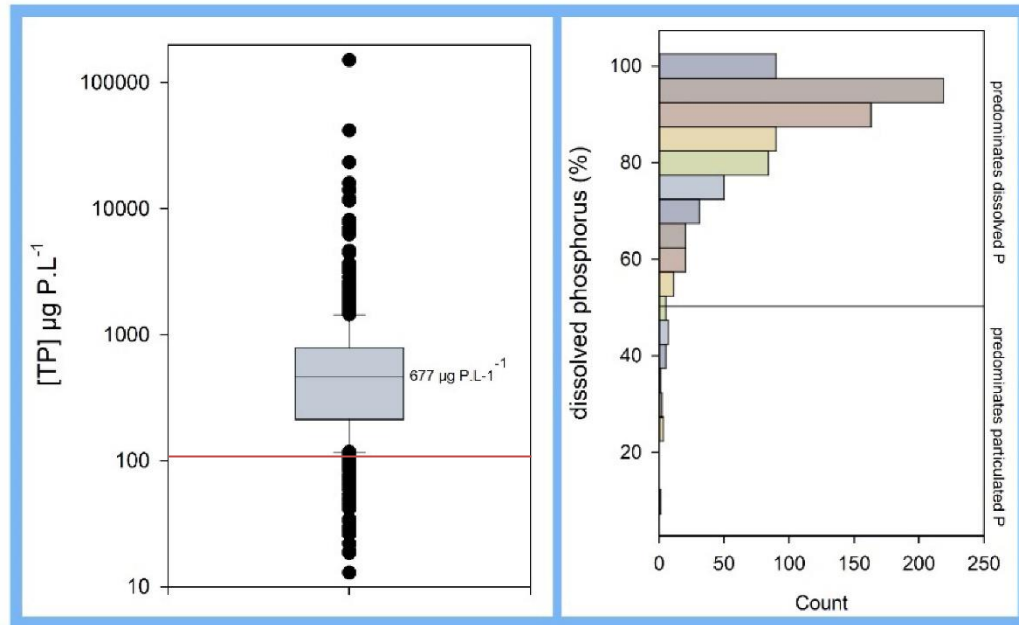 [TP] µg P.L⁻¹
100000
10000
1000
100
10
677 µg P.L-1⁻¹
dissolved phosphorus (%)
100
80
60
40
20
predominates dissolved P
predominates particulated P
0 50 100 150 200 250
Count